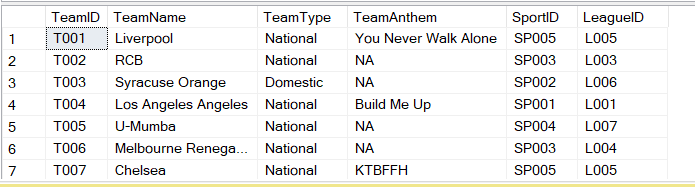 TeamID TeamName TeamType TeamAnthem SportID LeagueID
1 T001 Liverpool National You Never Walk Alone SP005 L005
2 T002 RCB National NA SP003 L003
3 T003 Syracuse Orange Domestic NA SP002 L006
4 T004 Los Angeles Angeles National Build Me Up SP001 L001
5 T005 U-Mumba National NA SP004 L007
6 T006 Melbourne Renega... National NA SP003 L004
7 T007 Chelsea National KTBFFH SP005 L005